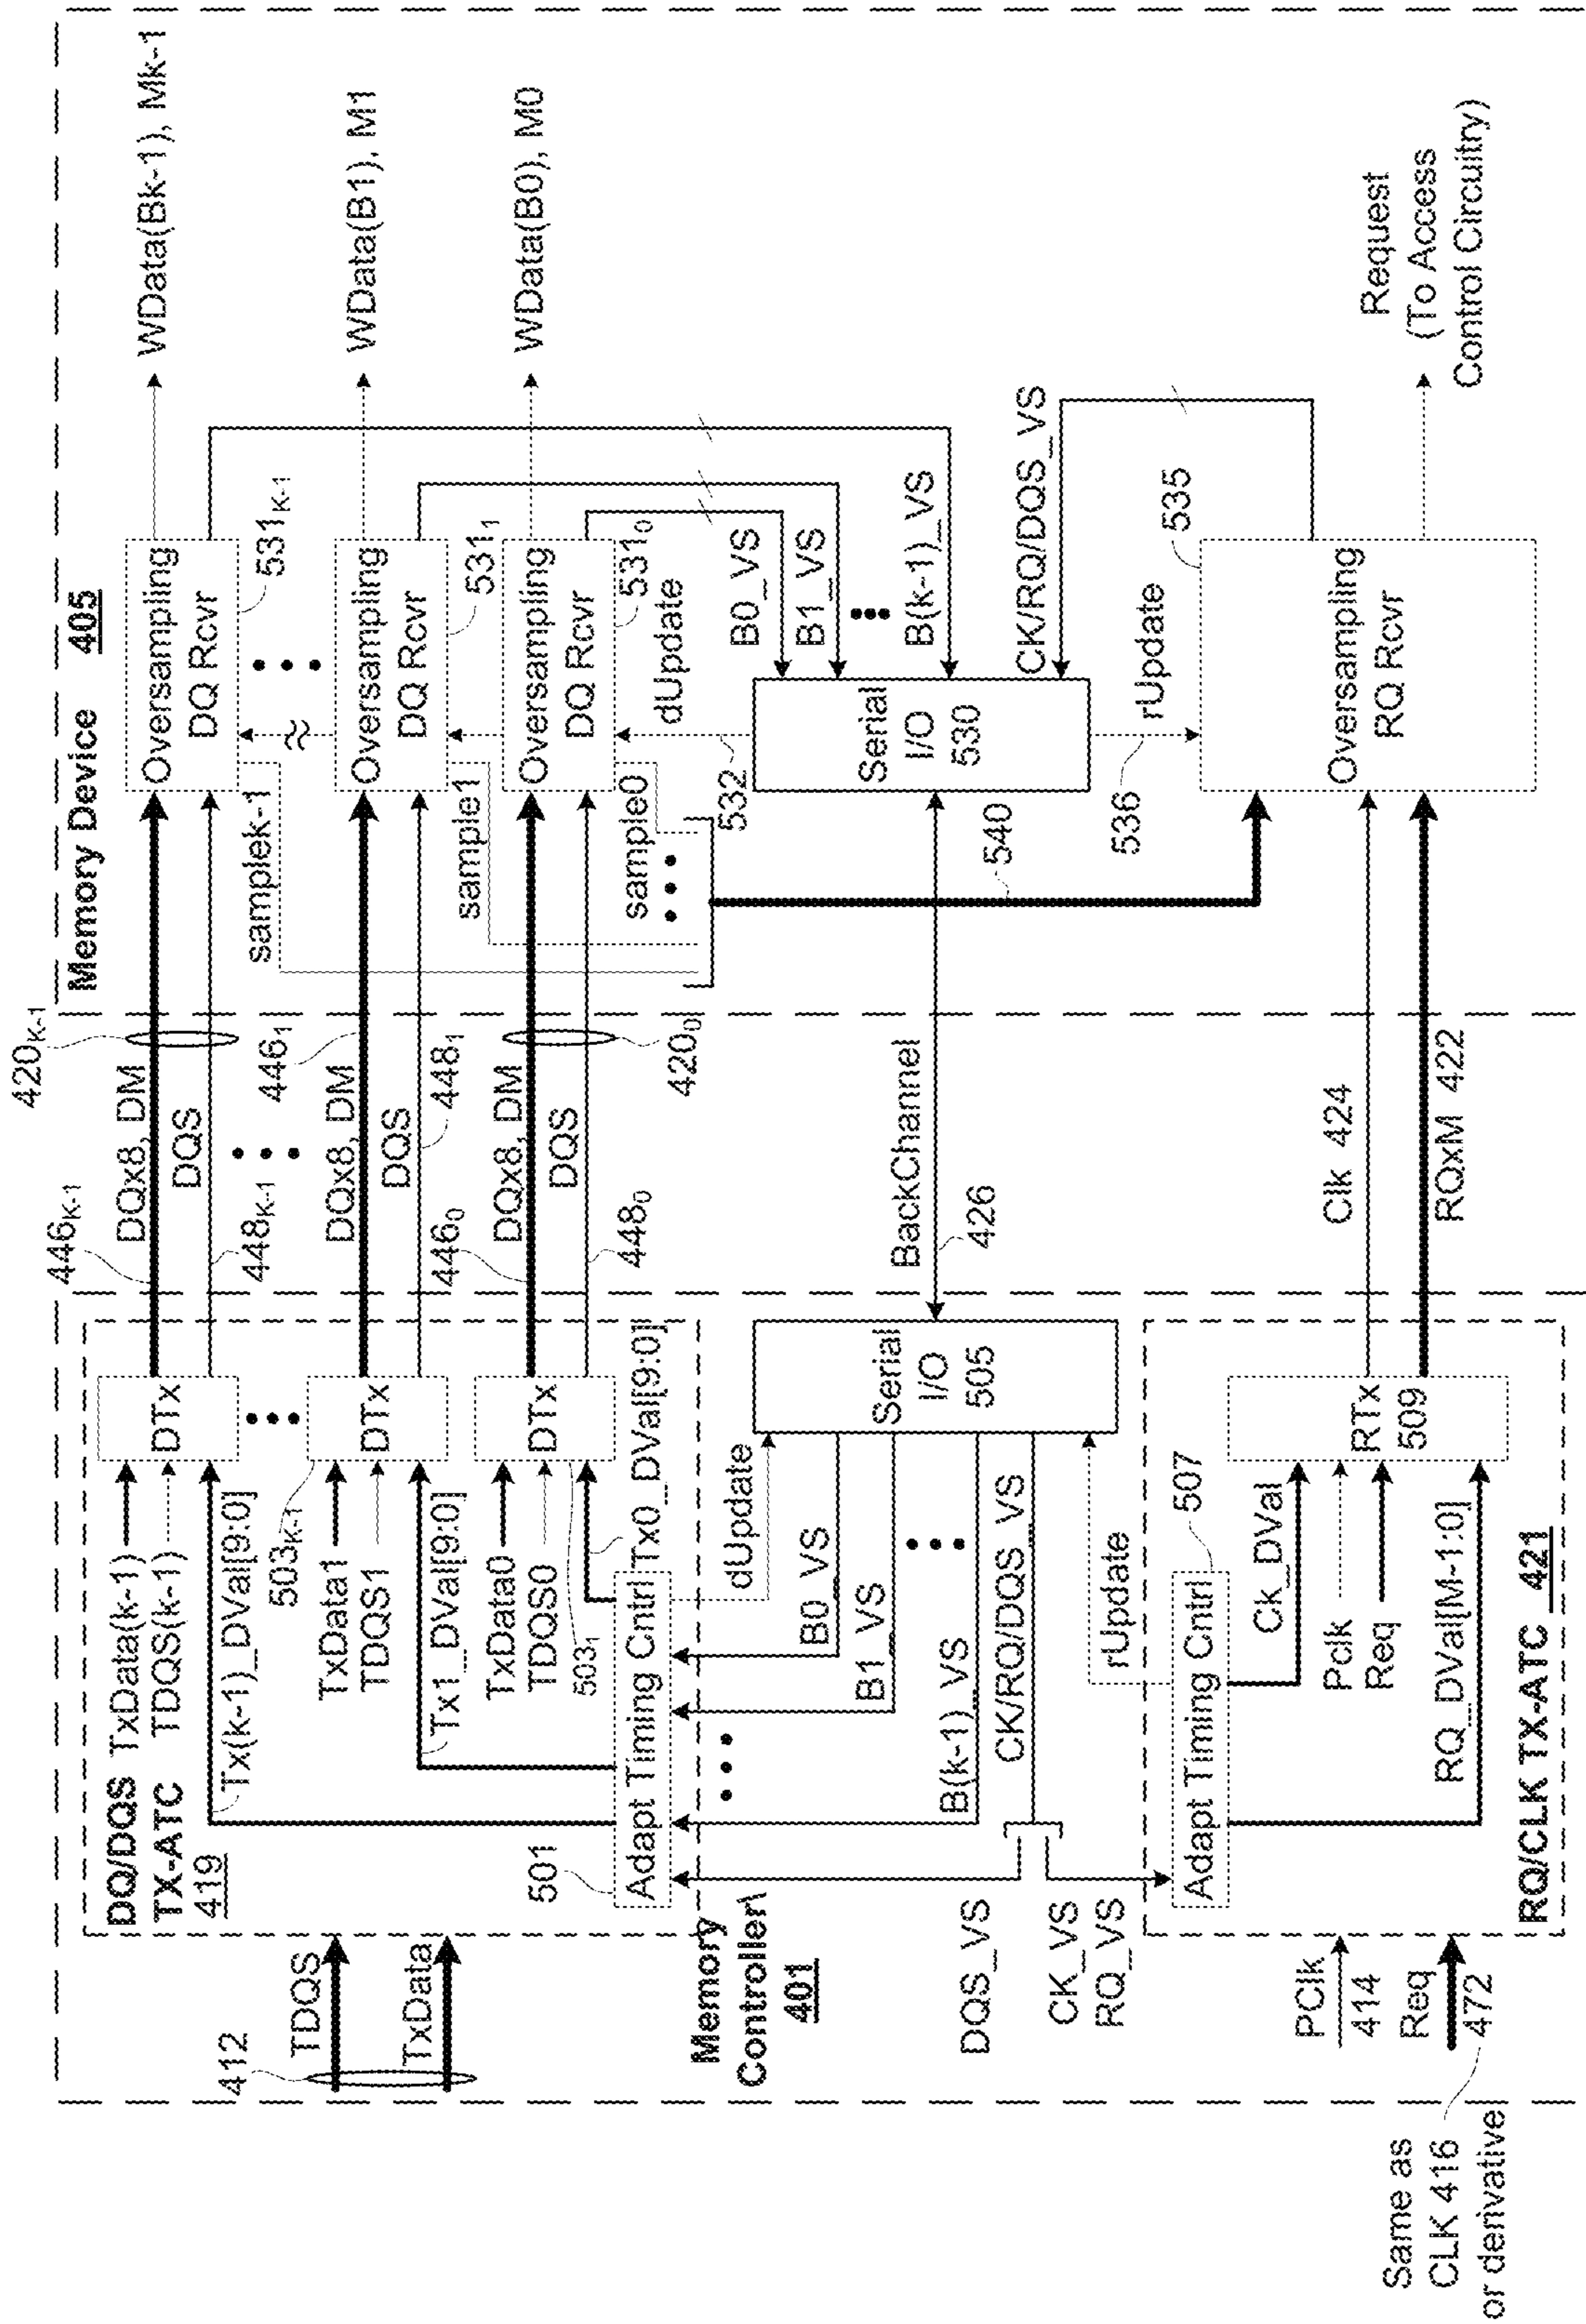 DQ/DQS
TX-ATC
419
TxData(k-1)
TDQS(k-1)
Tx(k-1)_DVal[9:0]
DTx
503K-1
TxData1
TDQS1
Tx1_DVal[9:0]
DTx
TxData0
TDQS0
5031
Tx0_DVal[9:0]
DTx
501
Adapt Timing Cntrl
412
TDQS
TxData
Memory
Controller\
401
dUpdate
B0_VS
B1_VS
B(k-1)_VS
CK/RQ/DQS_VS
DQS_VS
CK_VS
RQ_VS
rUpdate
Serial
I/O
505
PClk
414
Req
472
Same as
CLK 416
or derivative
Adapt Timing Cntrl
507
Ck_DVal
Pclk
Req
RQ_DVal[M-1:0]
RTx
509
RQ/CLK TX-ATC 421
446K-1
DQx8, DM
DQS
448K-1
420K-1
4461
DQx8, DM
DQS
4481
4460
DQx8, DM
DQS
4480
4200
BackChannel
426
Clk 424
RQxM 422
Memory Device 405
Oversampling
DQ Rcvr
531K-1
WData(Bk-1), Mk-1
samplek-1
Oversampling
DQ Rcvr
5311
WData(B1), M1
sample1
Oversampling
DQ Rcvr
5310
WData(B0), M0
sample0
532
dUpdate
B0_VS
B1_VS
B(k-1)_VS
CK/RQ/DQS_VS
Serial
I/O
530
540
536
rUpdate
535
Oversampling
RQ Rcvr
Request
(To Access
Control Circuitry)